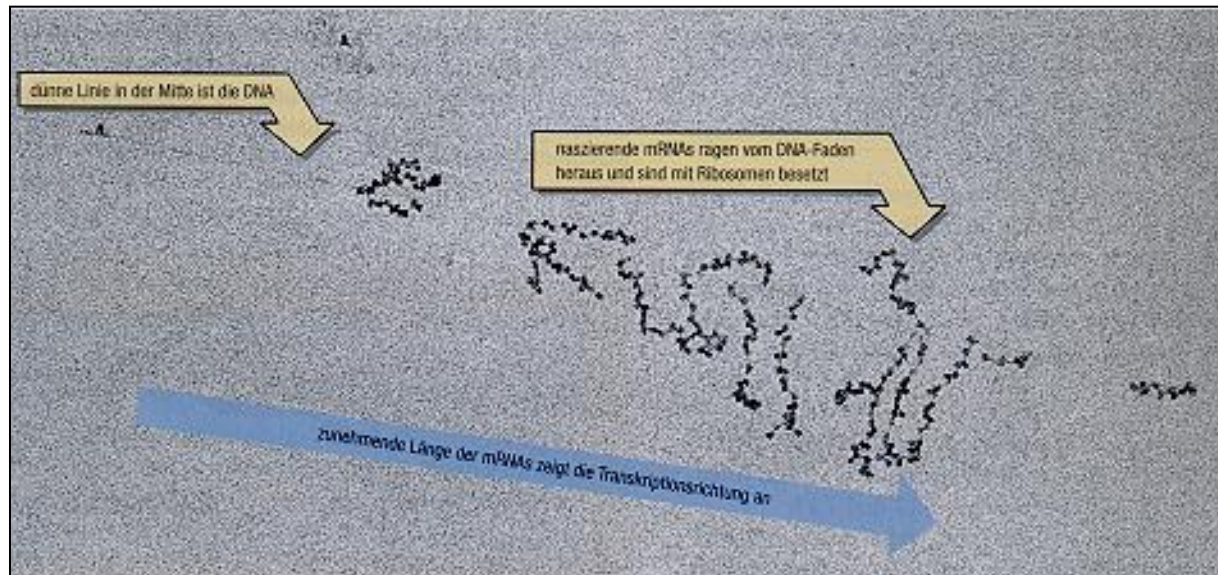 dünne Linie in der Mitte ist die DNA
naszierende mRNAs ragen vom DNA-Faden
heraus und sind mit Ribosomen besetzt
zunehmende Länge der mRNAs zeigt die Transkriptionsrichtung an